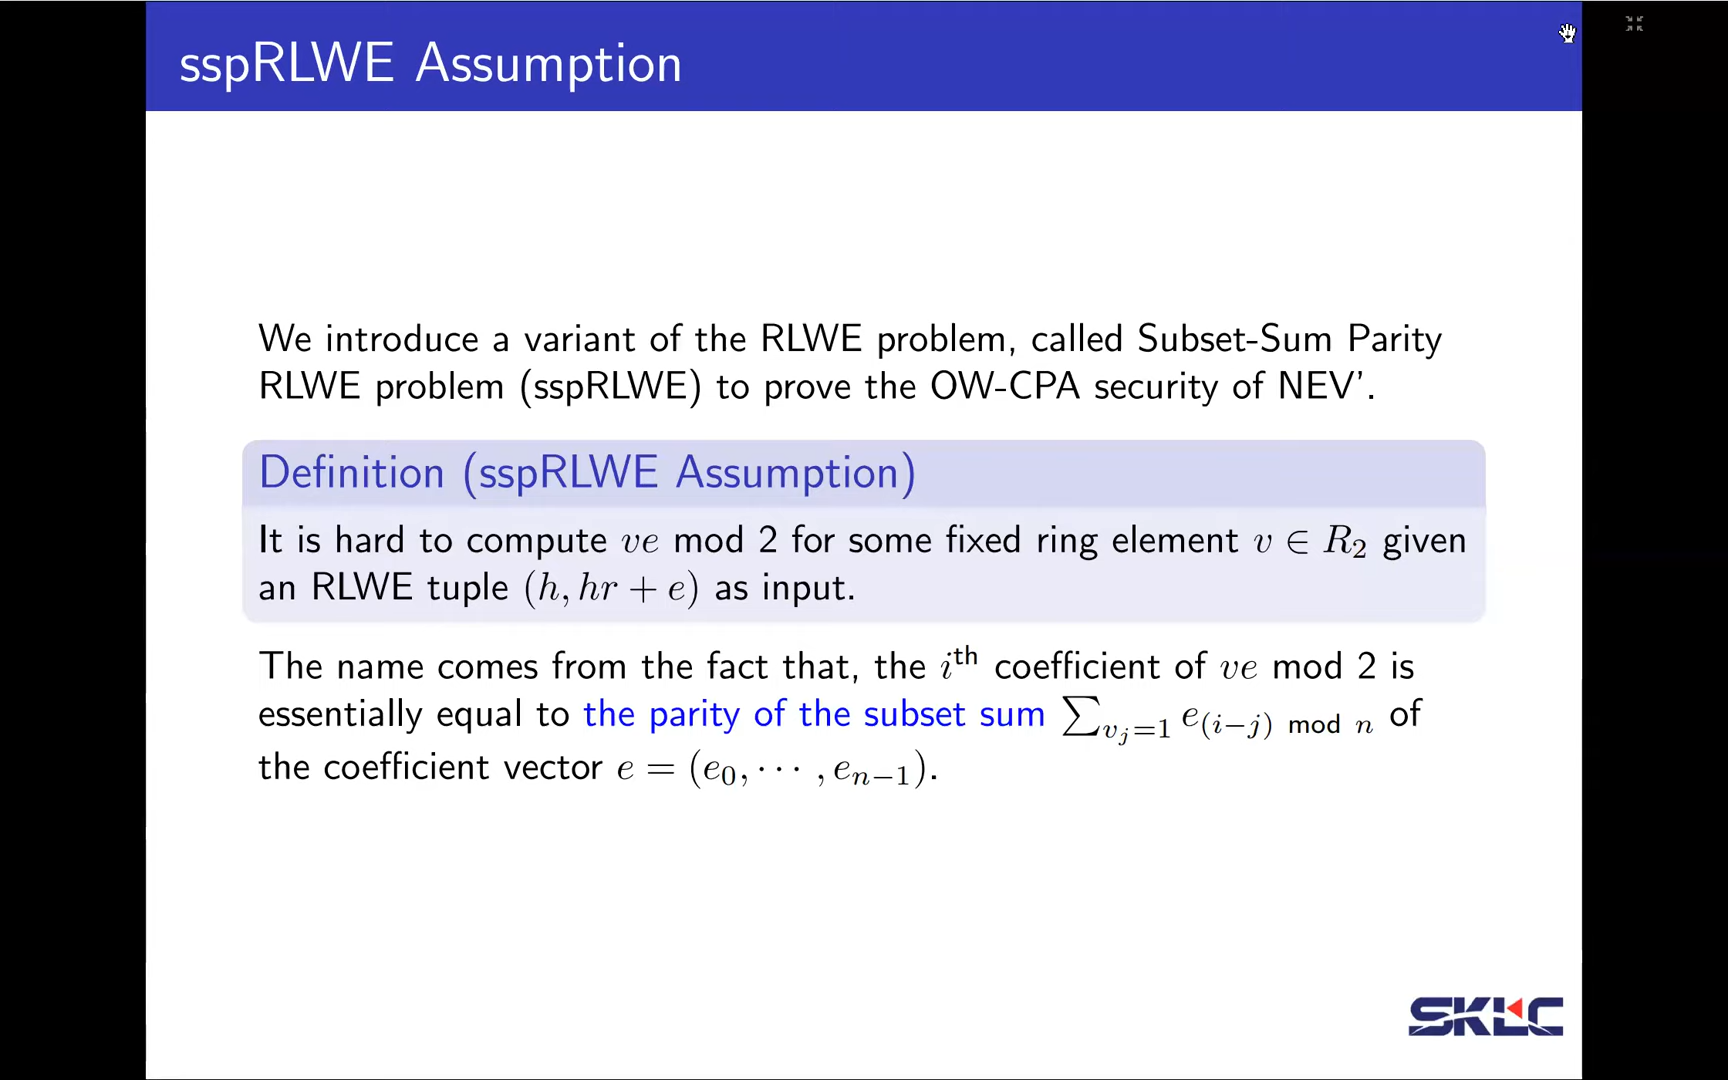 sspRLWE Assumption
We introduce a variant of the RLWE problem, called Subset-Sum Parity
RLWE problem (sspRLWE) to prove the OW-CPA security of NEV'.
Definition (sspRLWE Assumption)
It is hard to compute ve mod 2 for some fixed ring element v ∈ R₂ given
an RLWE tuple (h, hr + e) as input.
The name comes from the fact that, the iᵗʰ coefficient of ve mod 2 is
essentially equal to the parity of the subset sum ∑_{v_j=1} e_{(i−j) mod n} of
the coefficient vector e = (e₀, ⋯ , e_{n−1}).
SKLC